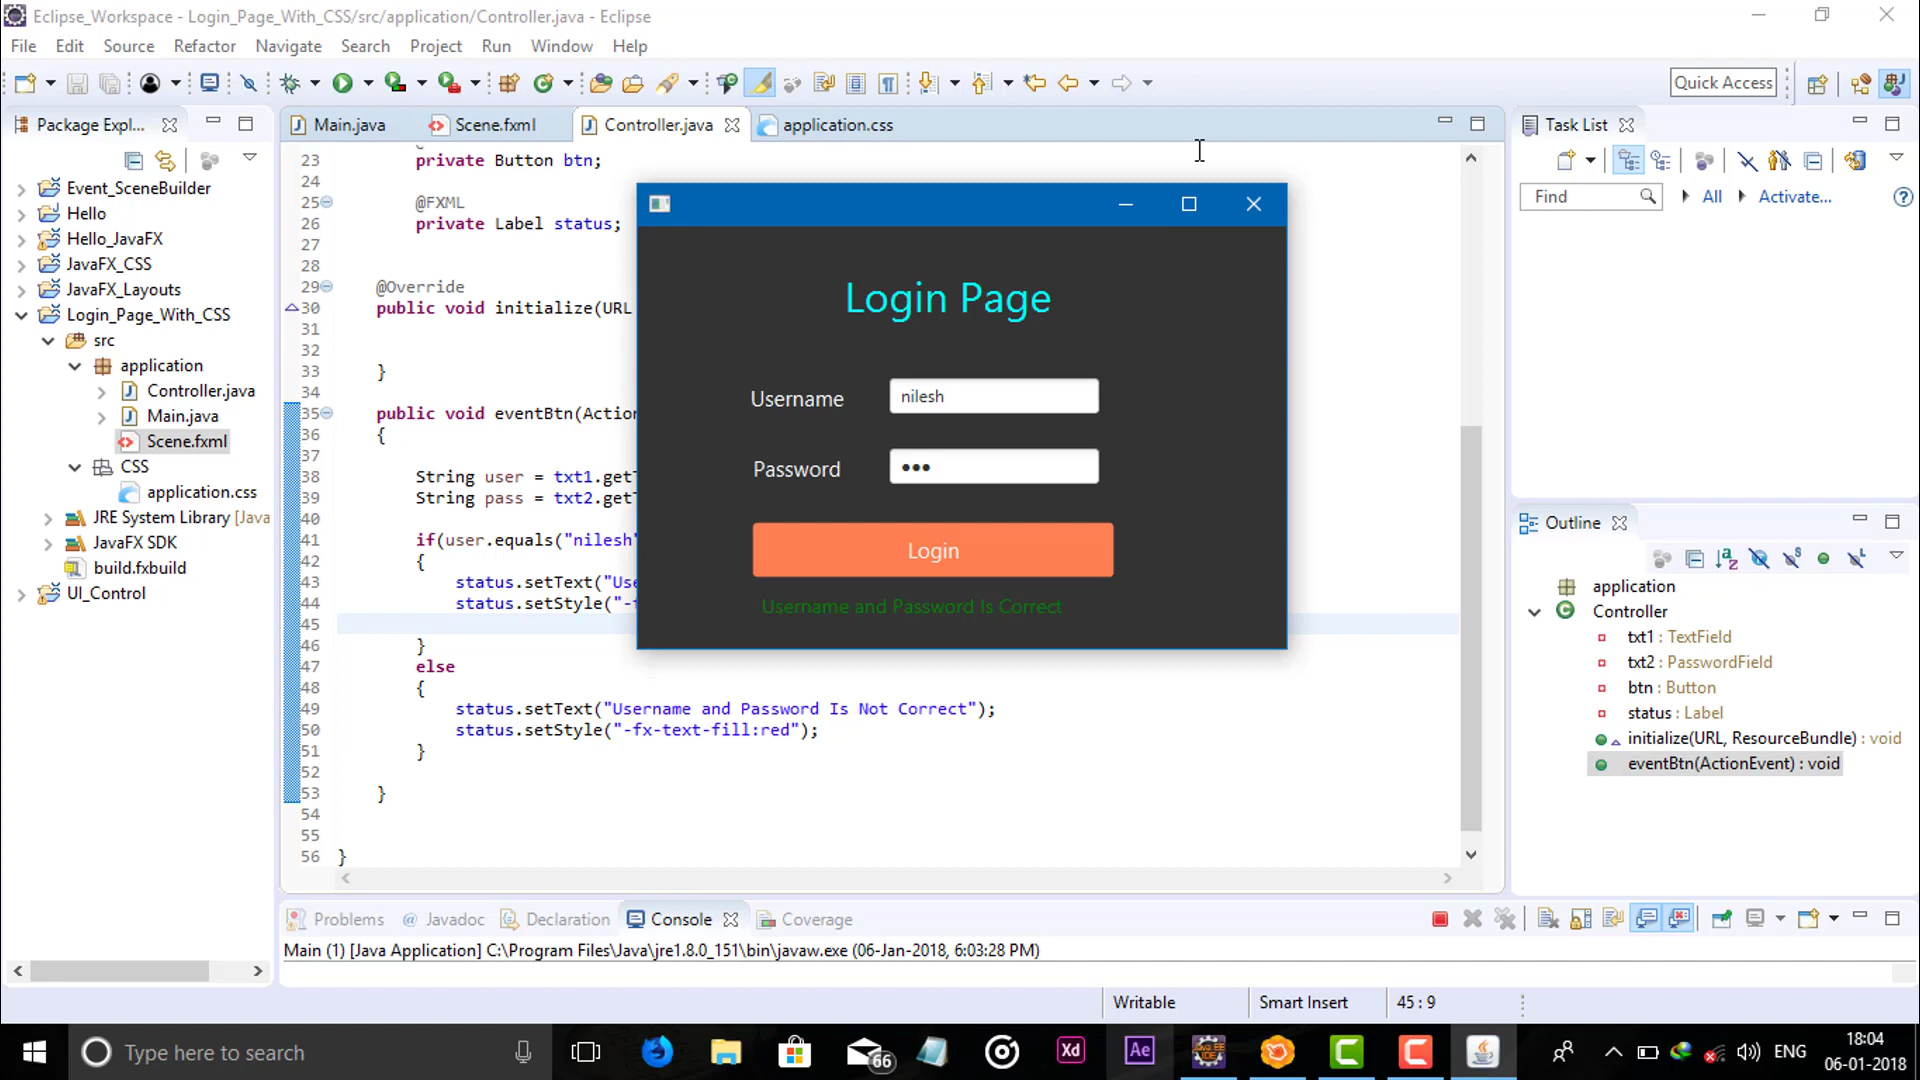 Eclipse_Workspace - Login_Page_With_CSS/src/application/Controller.java - Eclipse
File Edit Source Refactor Navigate Search Project Run Window Help
Quick Access
Package Expl...
Event_SceneBuilder
Hello
Hello_JavaFX
JavaFX_CSS
JavaFX_Layouts
Login_Page_With_CSS
src
application
Controller.java
Main.java
Scene.fxml
CSS
application.css
JRE System Library [Java
JavaFX SDK
build.fxbuild
UI_Control
Main.java Scene.fxml Controller.java application.css
23 private Button btn;
24
25 @FXML
26 private Label status;
27
28
29 @Override
30 public void initialize(URL
31
32
33 }
34
35 public void eventBtn(Action
36 {
37
38 String user = txt1.getT
39 String pass = txt2.getT
40
41 if(user.equals("nilesh"
42 {
43 status.setText("Use
44 status.setStyle("-f
45
46 }
47 else
48 {
49 status.setText("Username and Password Is Not Correct");
50 status.setStyle("-fx-text-fill:red");
51 }
52
53 }
54
55
56 }
Login Page
Username nilesh
Password
Login
Username and Password Is Correct
Task List
Find All Activate...
Outline
application
Controller
txt1 : TextField
txt2 : PasswordField
btn : Button
status : Label
initialize(URL, ResourceBundle) : void
eventBtn(ActionEvent) : void
Problems @ Javadoc Declaration Console Coverage
Main (1) [Java Application] C:\Program Files\Java\jre1.8.0_151\bin\javaw.exe (06-Jan-2018, 6:03:28 PM)
Writable Smart Insert 45 : 9
Type here to search
66
Xd
Ae
ENG
18:04
06-01-2018